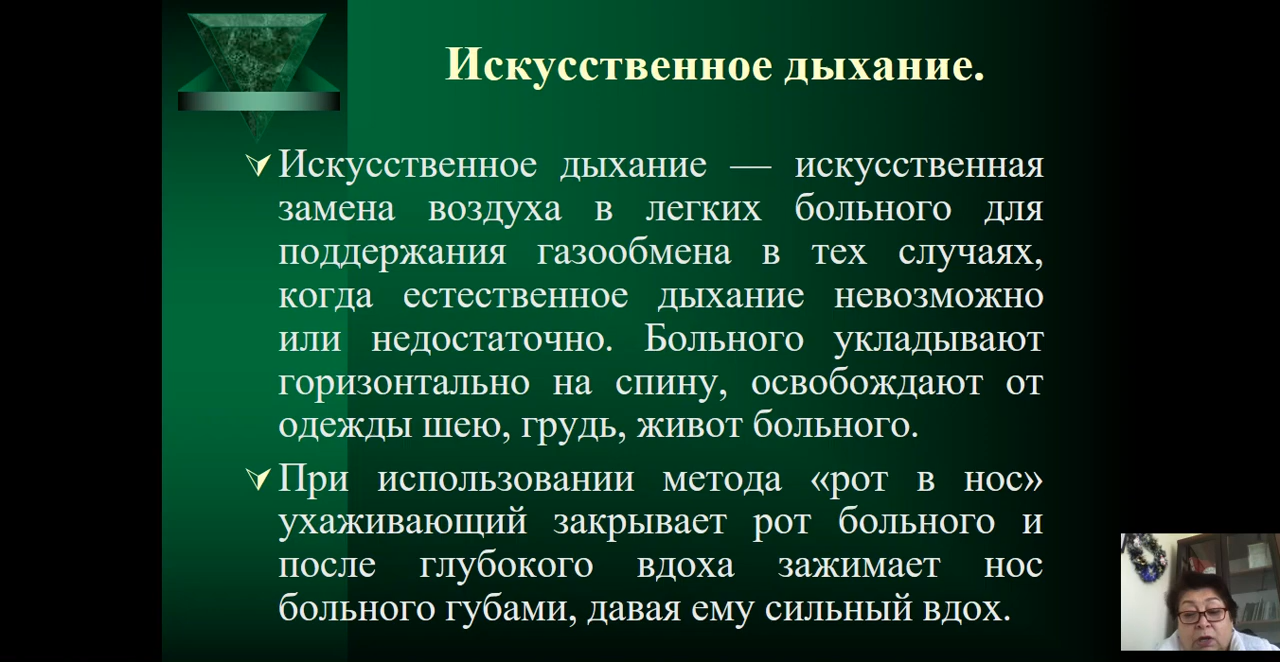 Искусственное дыхание.
Искусственное дыхание — искусственная
замена воздуха в легких больного для
поддержания газообмена в тех случаях,
когда естественное дыхание невозможно
или недостаточно. Больного укладывают
горизонтально на спину, освобождают от
одежды шею, грудь, живот больного.
При использовании метода «рот в нос»
ухаживающий закрывает рот больного и
после глубокого вдоха зажимает нос
больного губами, давая ему сильный вдох.